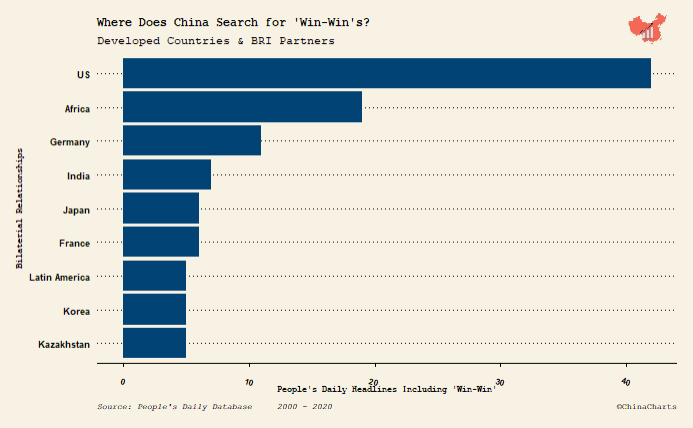 Where Does China Search for 'Win-Win's?
Developed Countries & BRI Partners
Bilaterial Relationships
US
Africa
Germany
India
Japan
France
Latin America
Korea
Kazakhstan
0 10 20 30 40
People's Daily Headlines Including 'Win-Win'
Source: People's Daily Database 2000 - 2020
©ChinaCharts